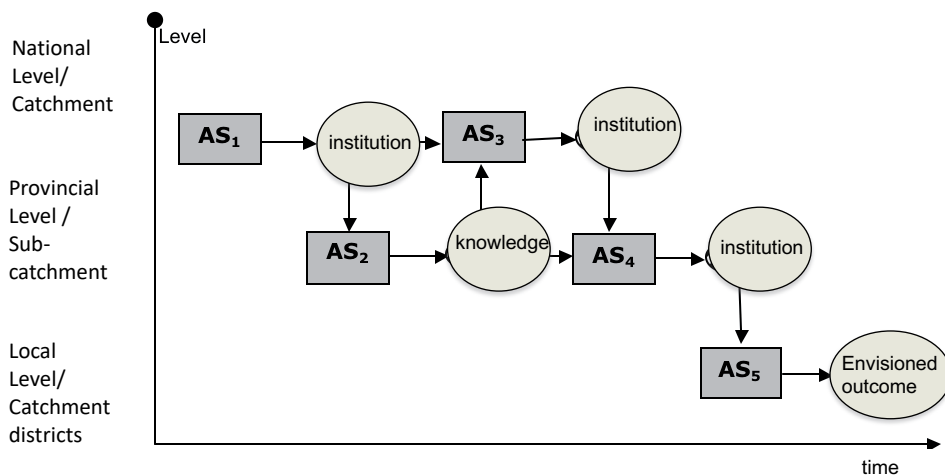 Level
National
Level/
Catchment
AS₁
institution
AS₃
institution
Provincial
Level /
Sub-
catchment
AS₂
knowledge
AS₄
institution
Local
Level/
Catchment
districts
AS₅
Envisioned
outcome
time